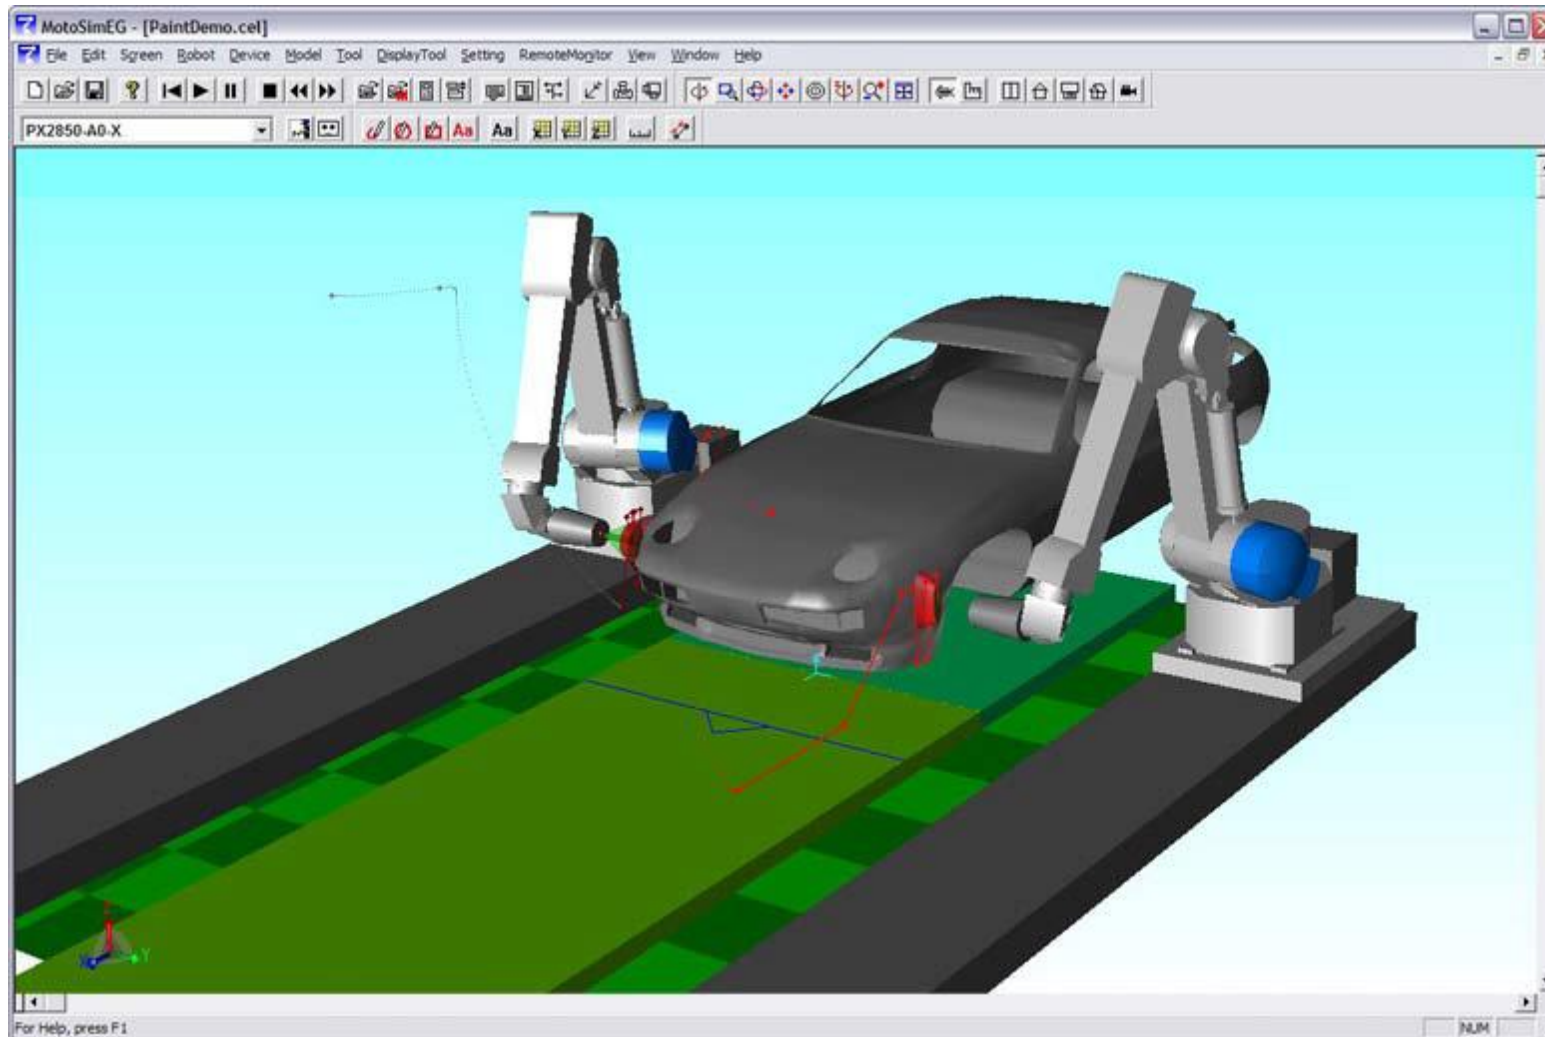 MotoSimEG - [PaintDemo.cel]
File Edit Screen Robot Device Model Tool DisplayTool Setting RemoteMonitor View Window Help
PX2850-A0-X
Aa Aa X Y Z
X Y
For Help, press F1
NUM